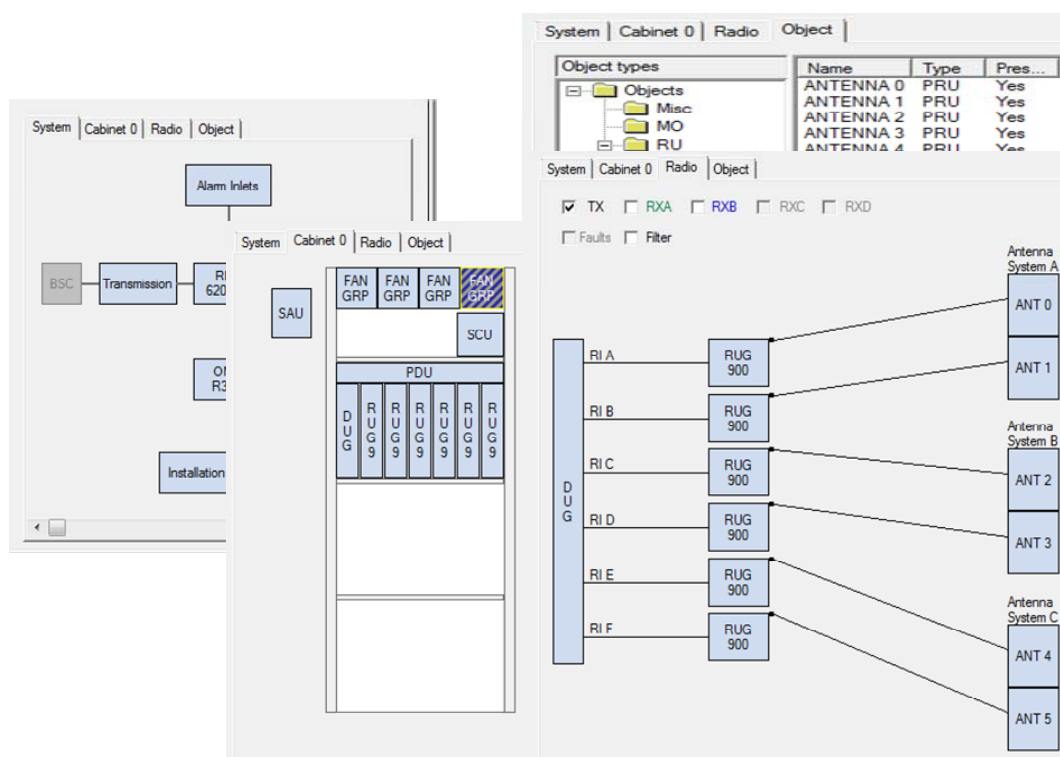 System Cabinet 0 Radio Object
Object types
Objects
Misc
MO
RU
Name Type Pres...
ANTENNA 0 PRU Yes
ANTENNA 1 PRU Yes
ANTENNA 2 PRU Yes
ANTENNA 3 PRU Yes
ANTENNA 4 PRU Yes
System Cabinet 0 Radio Object
Alarm Inlets
BSC
Transmission
System Cabinet 0 Radio Object
SAU
FAN
GRP
FAN
GRP
FAN
GRP
FAN
GRP
SCU
PDU
DUG
RUG9
RUG9
RUG9
RUG9
RUG9
RUG9
Installation
System Cabinet 0 Radio Object
TX RXA RXB RXC RXD
Faults Filter
DUG
RI A
RUG
900
RI B
RUG
900
RI C
RUG
900
RI D
RUG
900
RI E
RUG
900
RI F
RUG
900
Antenna
System A
ANT 0
ANT 1
Antenna
System B
ANT 2
ANT 3
Antenna
System C
ANT 4
ANT 5